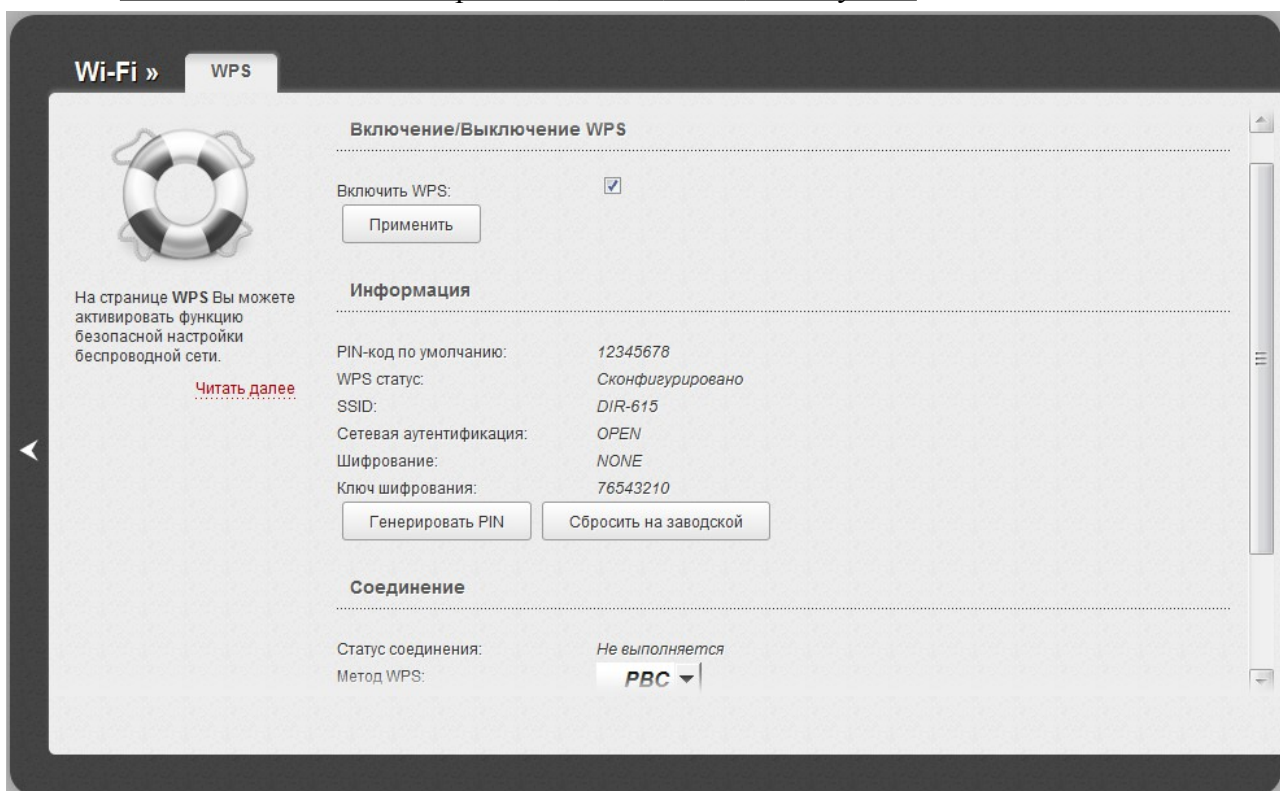 Wi-Fi » WPS
Включение/Выключение WPS
Включить WPS:
Применить
На странице WPS Вы можете
активировать функцию
безопасной настройки
беспроводной сети.
Читать далее
Информация
PIN-код по умолчанию: 12345678
WPS статус: Сконфигурировано
SSID: DIR-615
Сетевая аутентификация: OPEN
Шифрование: NONE
Ключ шифрования: 76543210
Генерировать PIN Сбросить на заводской
Соединение
Статус соединения: Не выполняется
Метод WPS: PBC